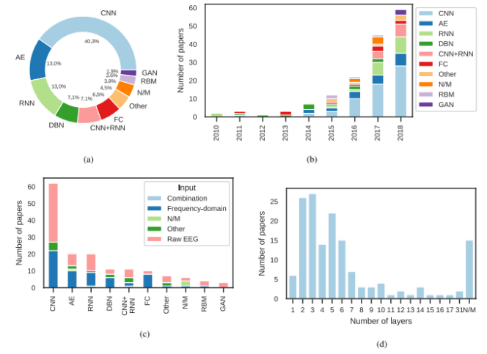 CNN
40,3%
AE
13,0%
RNN
13,0%
DBN
7,1%
CNN+RNN
7,1%
FC
6,5%
Other
4,5%
N/M
3,9%
RBM
GAN
(a)
Number of papers
60
50
40
30
20
10
0
2010 2011 2012 2013 2014 2015 2016 2017 2018
CNN
AE
RNN
DBN
CNN+RNN
FC
Other
N/M
RBM
GAN
(b)
Number of papers
60
50
40
30
20
10
0
CNN AE RNN DBN CNN+RNN FC Other N/M RBM GAN
Input
Combination
Frequency-domain
N/M
Other
Raw EEG
(c)
Number of papers
25
20
15
10
5
0
1 2 3 4 5 6 7 8 9 10 11 12 13 14 15 16 17 31 N/M
Number of layers
(d)